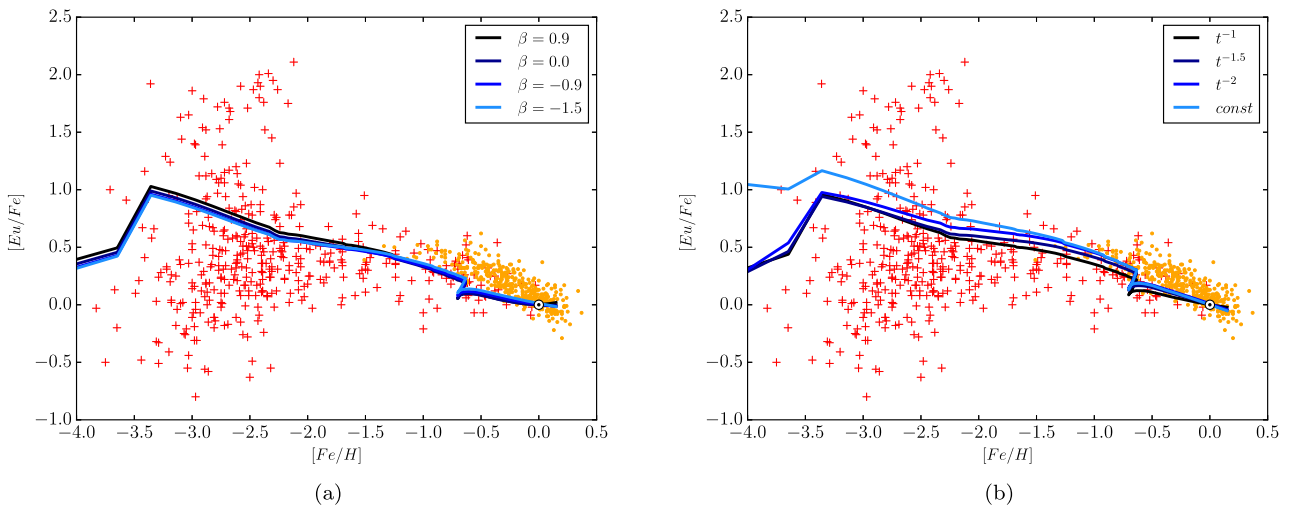 2.5
2.0
1.5
1.0
0.5
0.0
−0.5
−1.0
[Eu/Fe]
−4.0 −3.5 −3.0 −2.5 −2.0 −1.5 −1.0 −0.5 0.0 0.5
[Fe/H]
β = 0.9
β = 0.0
β = −0.9
β = −1.5
(a)
2.5
2.0
1.5
1.0
0.5
0.0
−0.5
−1.0
[Eu/Fe]
−4.0 −3.5 −3.0 −2.5 −2.0 −1.5 −1.0 −0.5 0.0 0.5
[Fe/H]
t⁻¹
t⁻¹·⁵
t⁻²
const
(b)